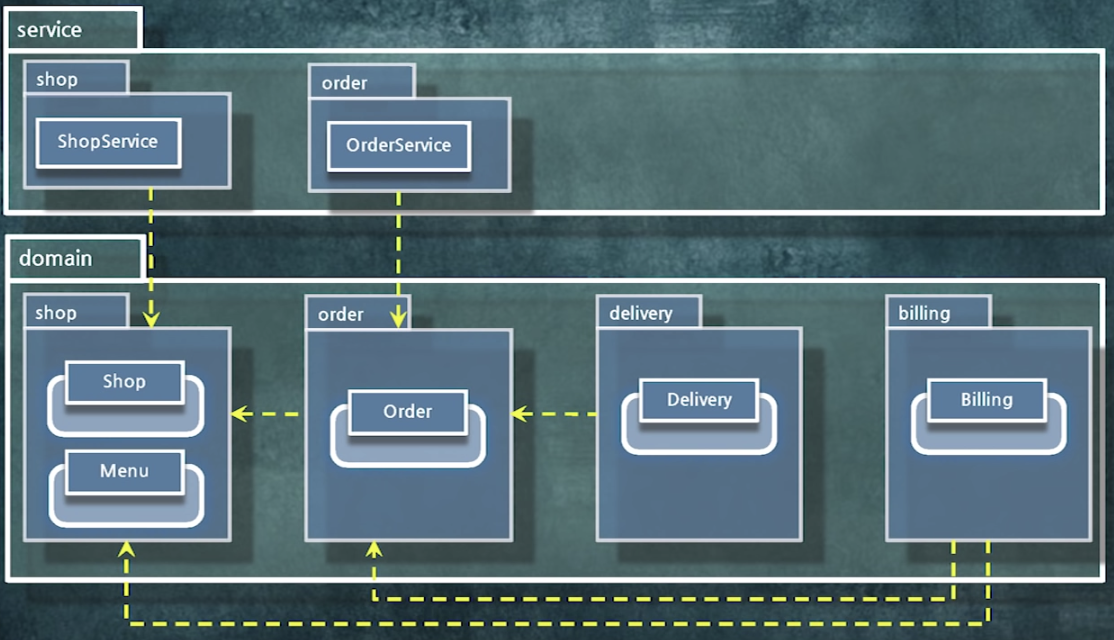 service
shop
order
ShopService
OrderService
domain
shop
order
delivery
billing
Shop
Order
Delivery
Billing
Menu